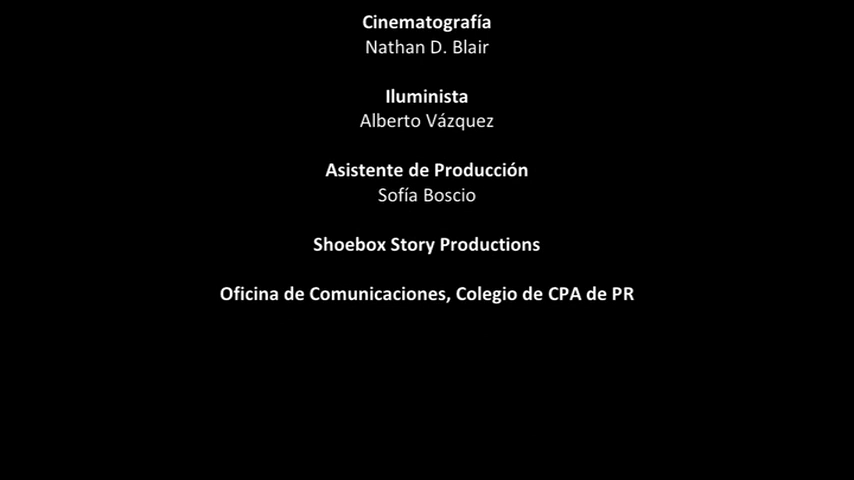 Cinematografía
Nathan D. Blair
Iluminista
Alberto Vázquez
Asistente de Producción
Sofía Boscio
Shoebox Story Productions
Oficina de Comunicaciones, Colegio de CPA de PR